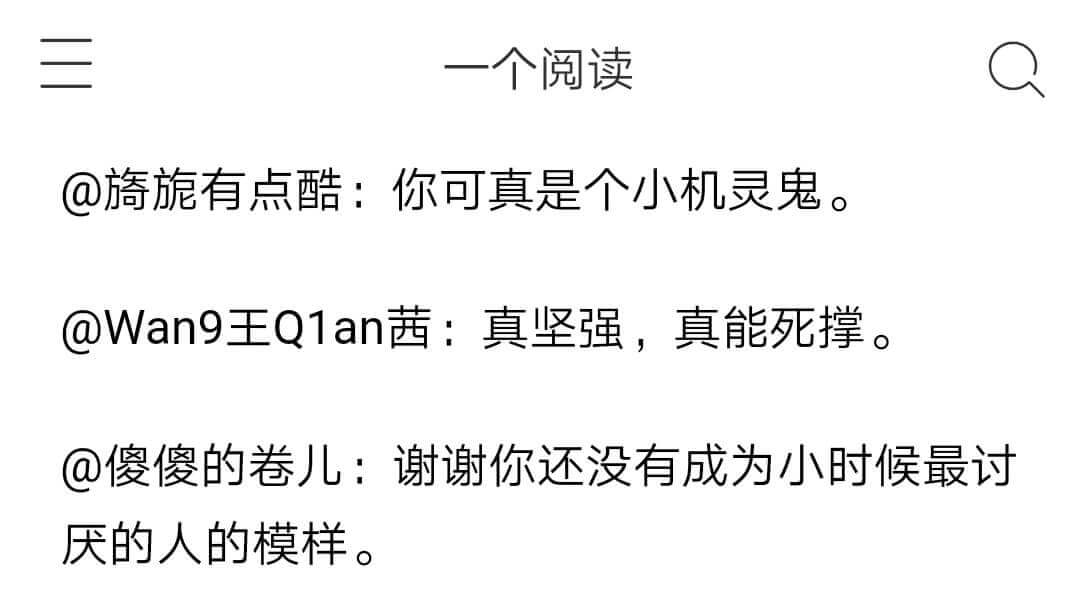 一个阅读
@旖旎有点酷：你可真是个小机灵鬼。
@Wan9王Q1an茜：真坚强，真能死撑。
@傻傻的卷儿：谢谢你还没有成为小时候最讨
厌的人的模样。